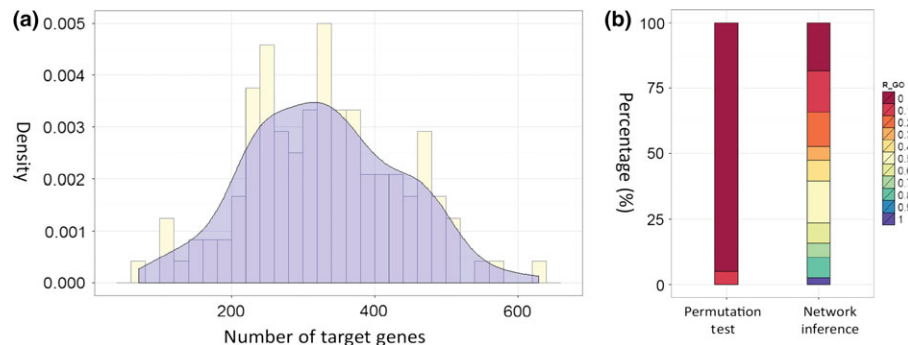 (a)
0.005
0.004
0.003
0.002
0.001
0.000
Density
200
400
600
Number of target genes
(b)
100
75
50
25
0
Percentage (%)
Permutation
test
Network
inference
R_GO
0
1